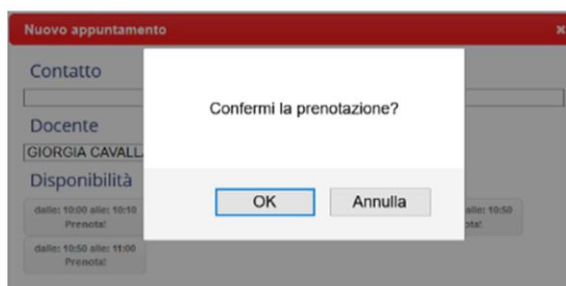 Nuovo appuntamento ×
Contatto
Confermi la prenotazione?
Docente
GIORGIA CAVALL
Disponibilità
OK Annulla
dalle: 10:00 alle: 10:10
Prenota!
alle: 10:50
ota!
dalle: 10:50 alle: 11:00
Prenota!